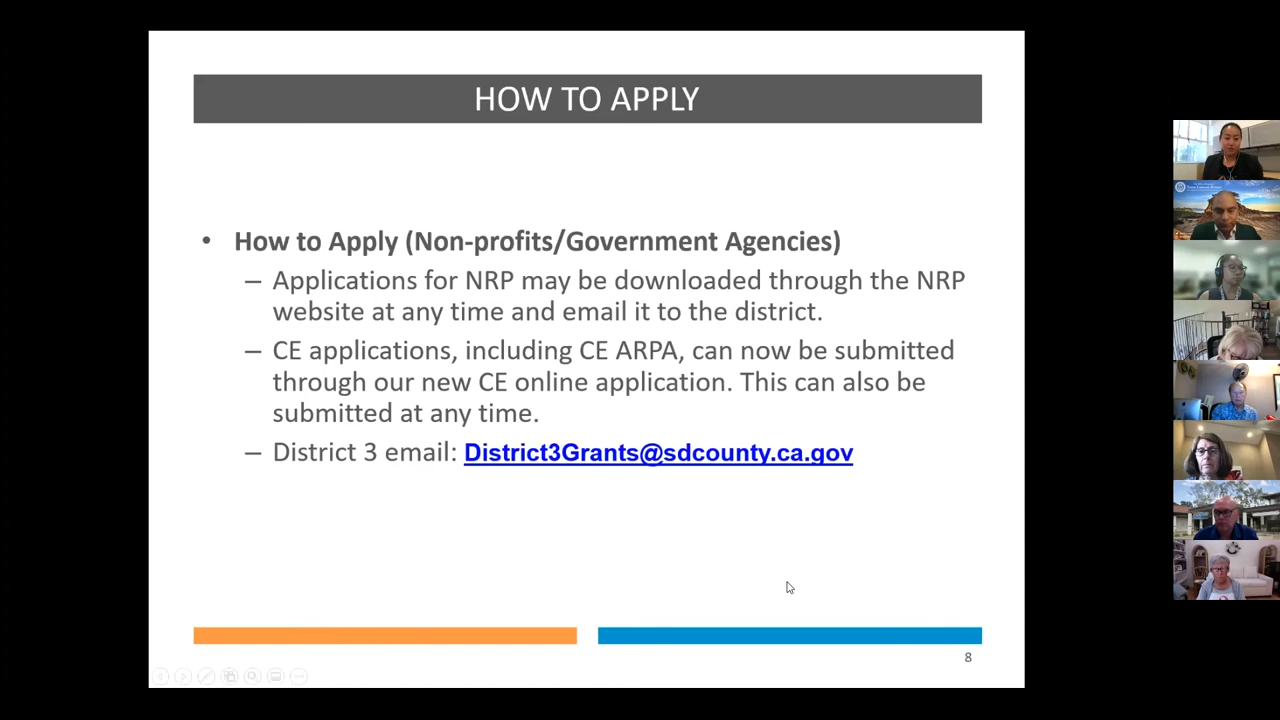 HOW TO APPLY
• How to Apply (Non-profits/Government Agencies)
– Applications for NRP may be downloaded through the NRP
website at any time and email it to the district.
– CE applications, including CE ARPA, can now be submitted
through our new CE online application. This can also be
submitted at any time.
– District 3 email: District3Grants@sdcounty.ca.gov
8